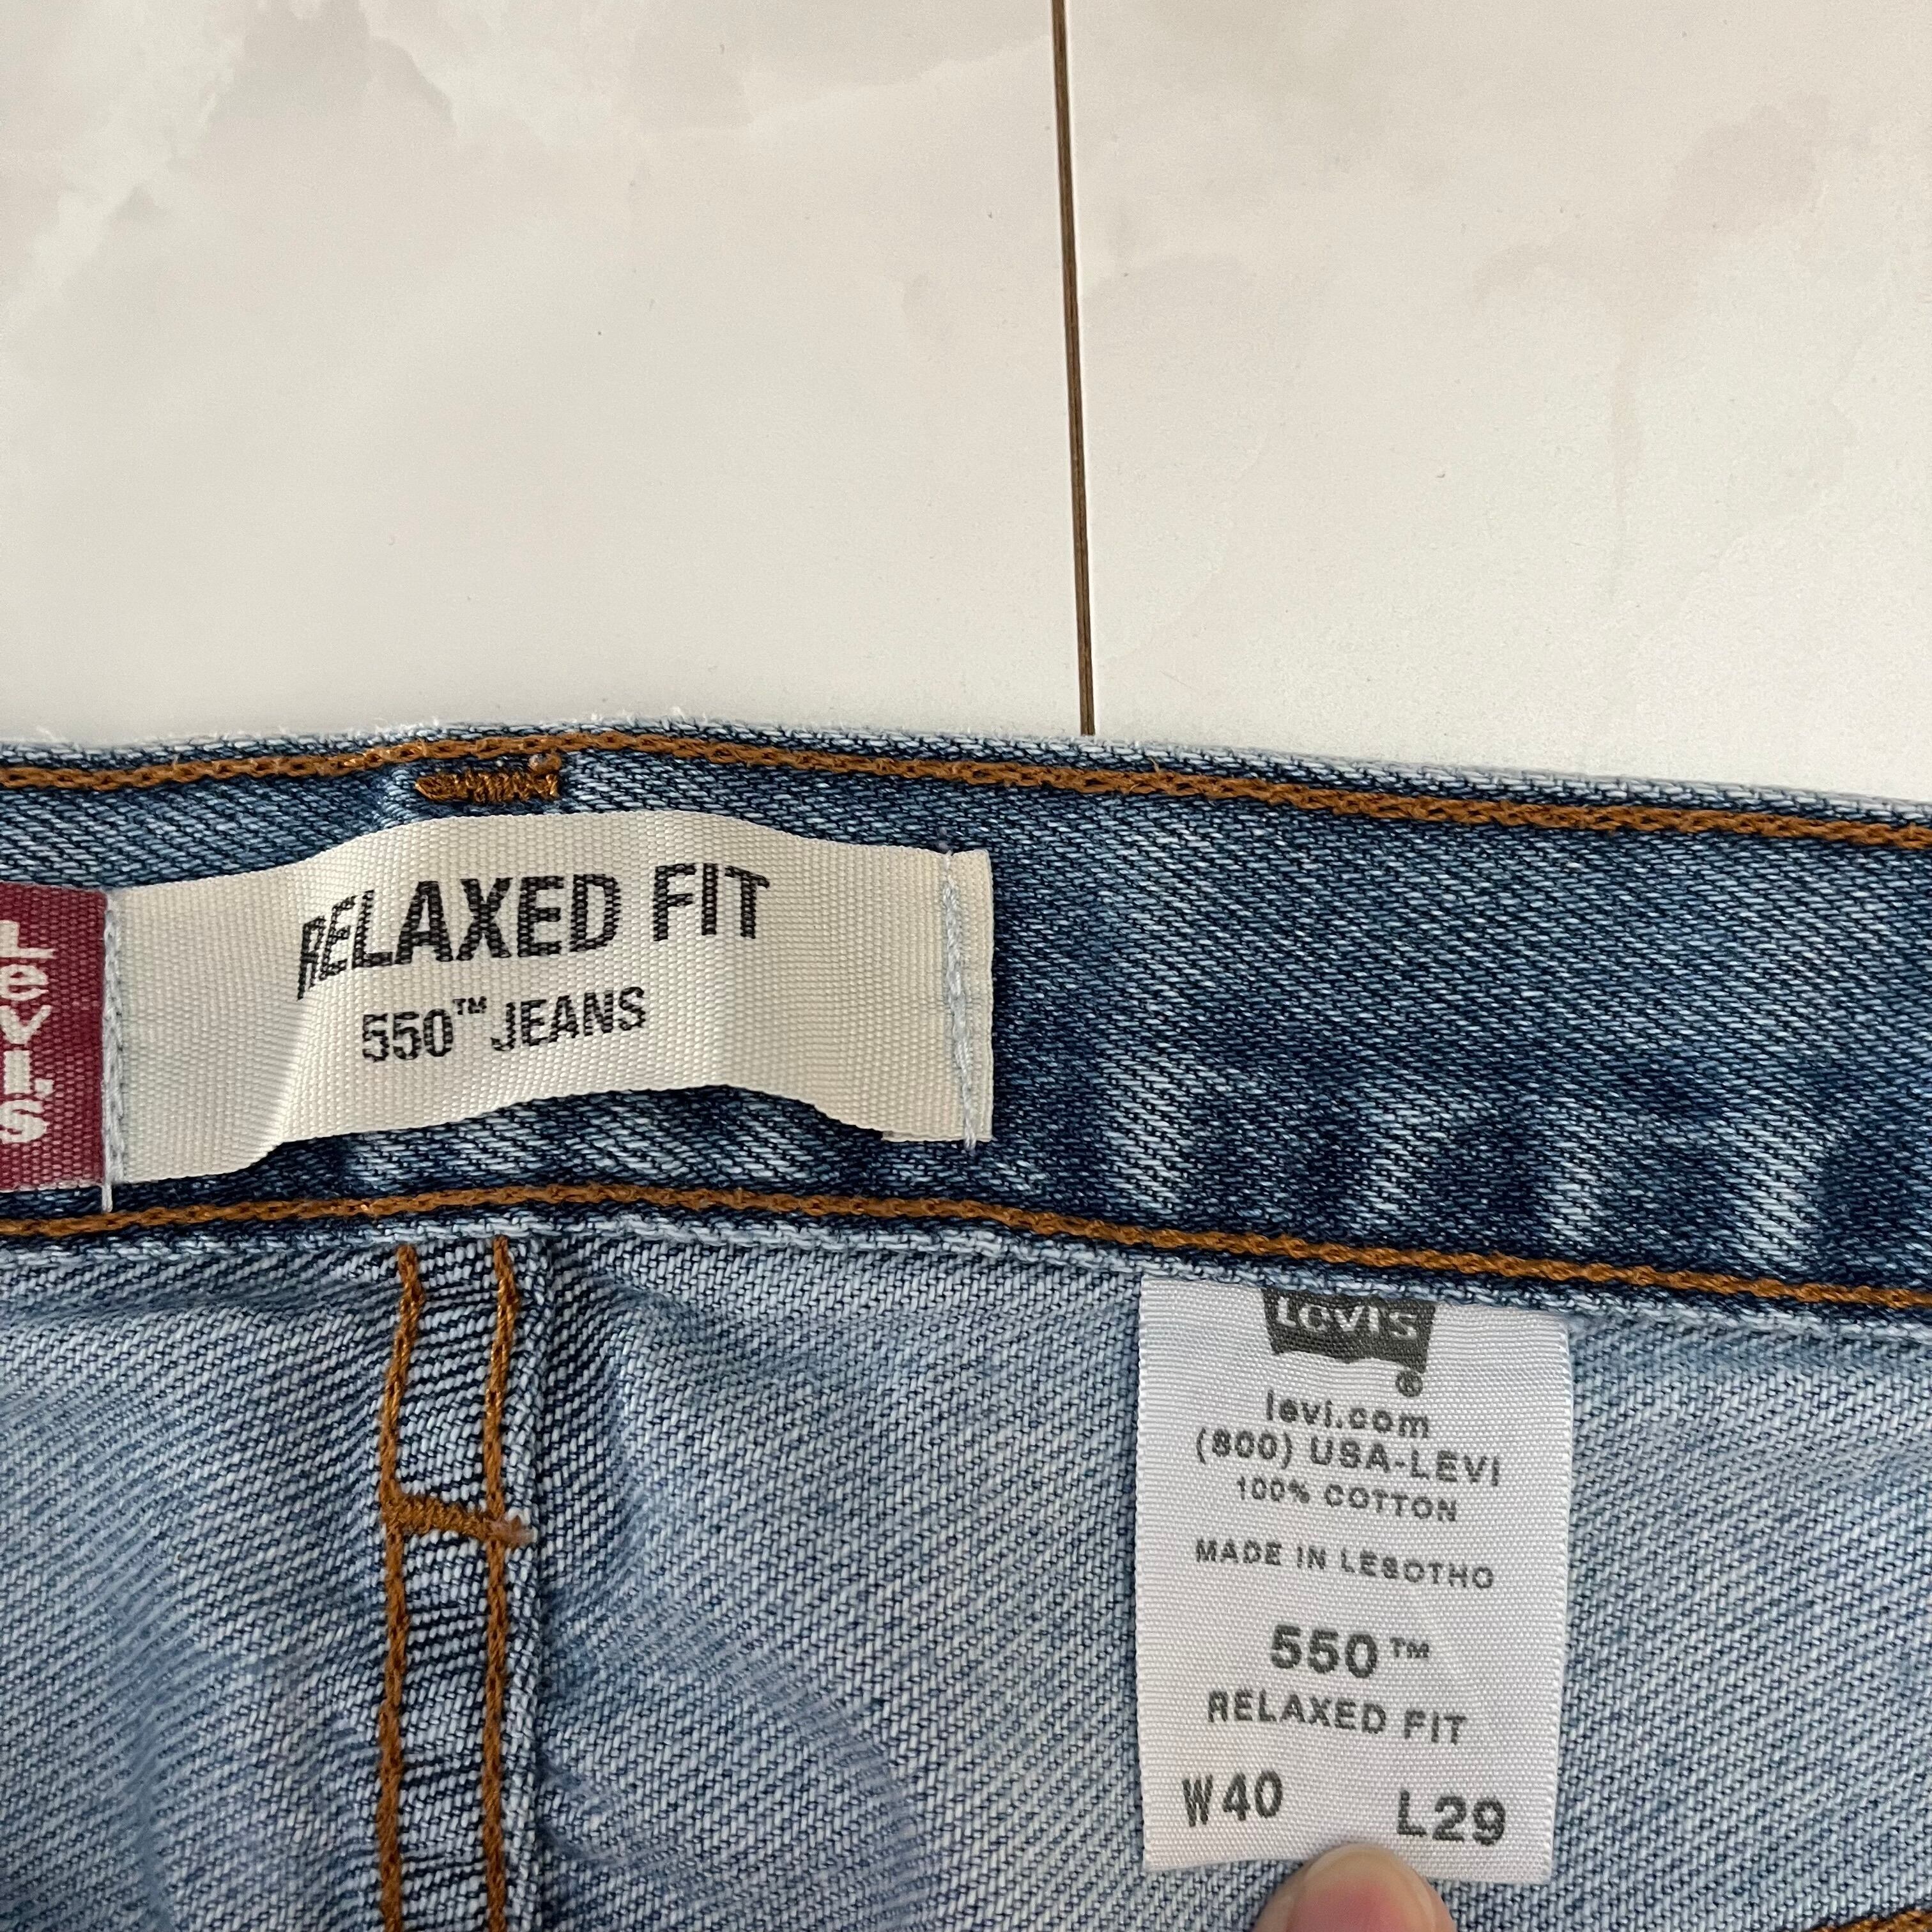 Levi's
RELAXED FIT
550™ JEANS
Levi's
®
levi.com
(800) USA-LEVI
100% COTTON
MADE IN LESOTHO
550™
RELAXED FIT
W40 L29